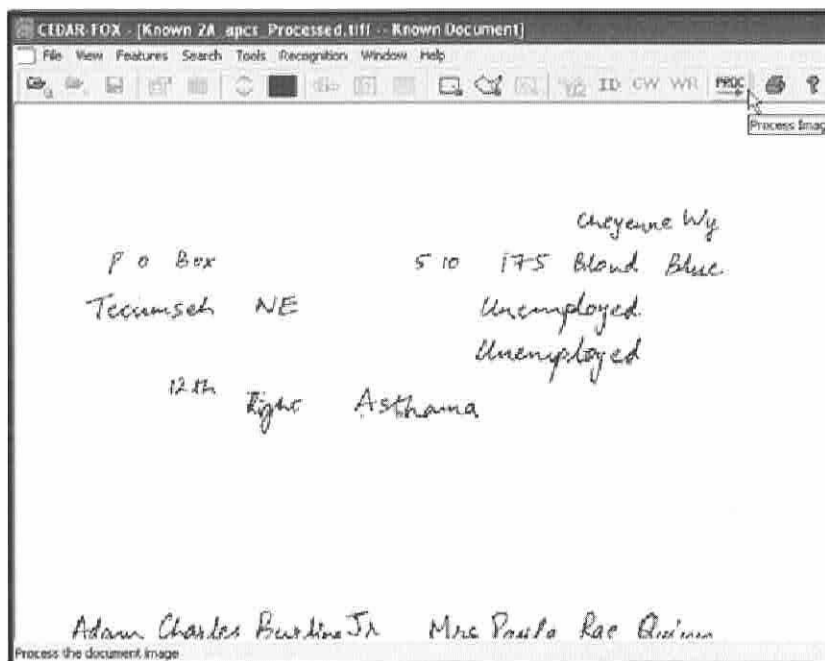 CEDAR-FOX - [Known 2A_apcs_Processed.tiff -- Known Document]
File View Features Search Tools Recognition Window Help
ID CW WR PROC
Process Imag
Cheyenne Wy
P O Box 5 10 175 Blond Blue
Tecumseh NE Unemployed
Unemployed
12th Right Asthama
Adam Charles Burline Jr Mrs Paula Rae Quinn
Process the document image